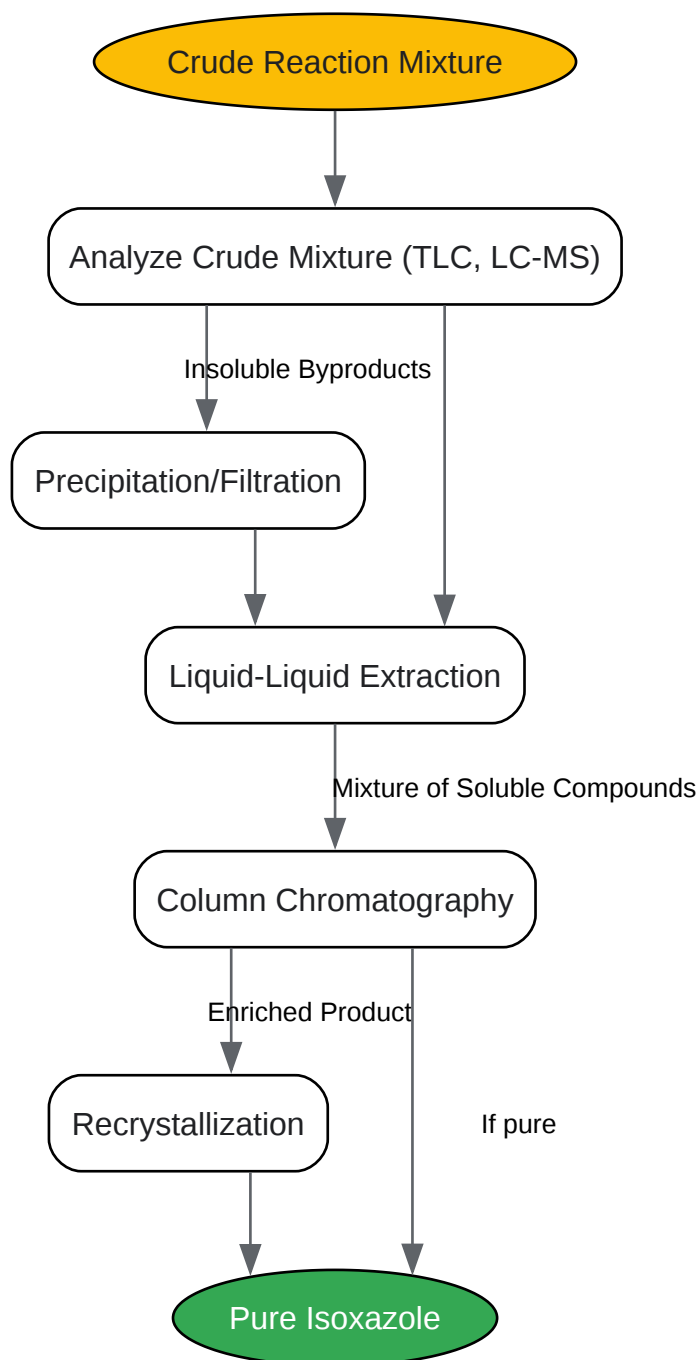 Crude Reaction Mixture
Analyze Crude Mixture (TLC, LC-MS)
Insoluble Byproducts
Precipitation/Filtration
Liquid-Liquid Extraction
Mixture of Soluble Compounds
Column Chromatography
Enriched Product
Recrystallization
If pure
Pure Isoxazole